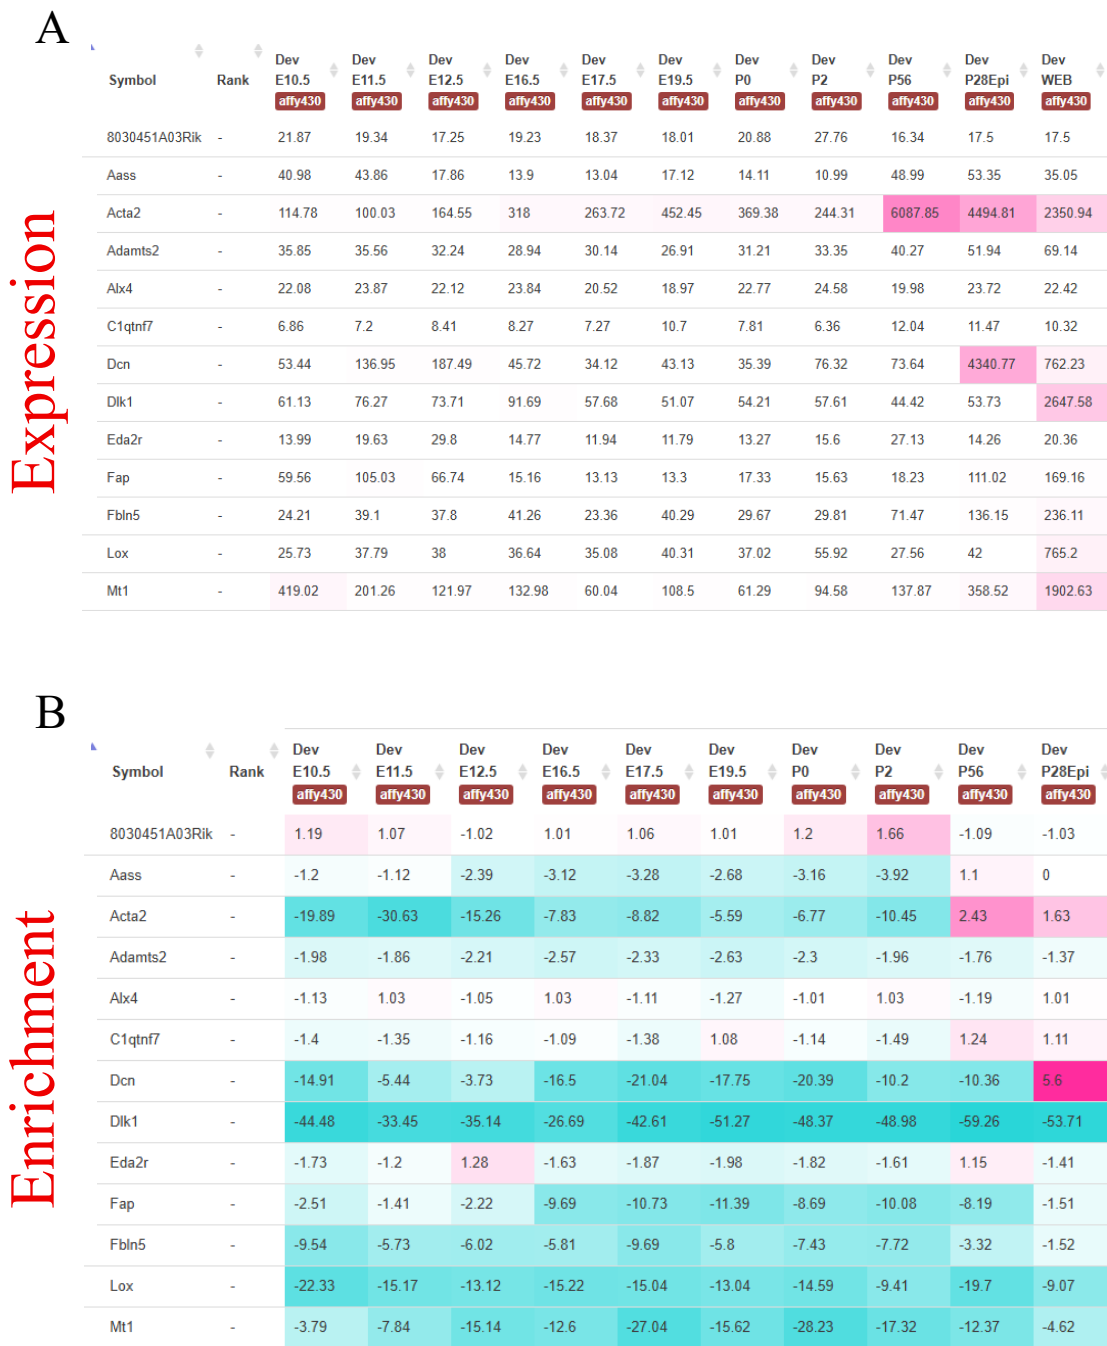 A
Expression
Symbol Rank Dev E10.5 affy430 Dev E11.5 affy430 Dev E12.5 affy430 Dev E16.5 affy430 Dev E17.5 affy430 Dev E19.5 affy430 Dev P0 affy430 Dev P2 affy430 Dev P56 affy430 Dev P28Epi affy430 Dev WEB affy430
8030451A03Rik - 21.87 19.34 17.25 19.23 18.37 18.01 20.88 27.76 16.34 17.5 17.5
Aass - 40.98 43.86 17.86 13.9 13.04 17.12 14.11 10.99 48.99 53.35 35.05
Acta2 - 114.78 100.03 164.55 318 263.72 452.45 369.38 244.31 6087.85 4494.81 2350.94
Adamts2 - 35.85 35.56 32.24 28.94 30.14 26.91 31.21 33.35 40.27 51.94 69.14
Alx4 - 22.08 23.87 22.12 23.84 20.52 18.97 22.77 24.58 19.98 23.72 22.42
C1qtnf7 - 6.86 7.2 8.41 8.27 7.27 10.7 7.81 6.36 12.04 11.47 10.32
Dcn - 53.44 136.95 187.49 45.72 34.12 43.13 35.39 76.32 73.64 4340.77 762.23
Dlk1 - 61.13 76.27 73.71 91.69 57.68 51.07 54.21 57.61 44.42 53.73 2647.58
Eda2r - 13.99 19.63 29.8 14.77 11.94 11.79 13.27 15.6 27.13 14.26 20.36
Fap - 59.56 105.03 66.74 15.16 13.13 13.3 17.33 15.63 18.23 111.02 169.16
Fbln5 - 24.21 39.1 37.8 41.26 23.36 40.29 29.67 29.81 71.47 136.15 236.11
Lox - 25.73 37.79 38 36.64 35.08 40.31 37.02 55.92 27.56 42 765.2
Mt1 - 419.02 201.26 121.97 132.98 60.04 108.5 61.29 94.58 137.87 358.52 1902.63
B
Enrichment
Symbol Rank Dev E10.5 affy430 Dev E11.5 affy430 Dev E12.5 affy430 Dev E16.5 affy430 Dev E17.5 affy430 Dev E19.5 affy430 Dev P0 affy430 Dev P2 affy430 Dev P56 affy430 Dev P28Epi affy430
8030451A03Rik - 1.19 1.07 -1.02 1.01 1.06 1.01 1.2 1.66 -1.09 -1.03
Aass - -1.2 -1.12 -2.39 -3.12 -3.28 -2.68 -3.16 -3.92 1.1 0
Acta2 - -19.89 -30.63 -15.26 -7.83 -8.82 -5.59 -6.77 -10.45 2.43 1.63
Adamts2 - -1.98 -1.86 -2.21 -2.57 -2.33 -2.63 -2.3 -1.96 -1.76 -1.37
Alx4 - -1.13 1.03 -1.05 1.03 -1.11 -1.27 -1.01 1.03 -1.19 1.01
C1qtnf7 - -1.4 -1.35 -1.16 -1.09 -1.38 1.08 -1.14 -1.49 1.24 1.11
Dcn - -14.91 -5.44 -3.73 -16.5 -21.04 -17.75 -20.39 -10.2 -10.36 5.6
Dlk1 - -44.48 -33.45 -35.14 -26.69 -42.61 -51.27 -48.37 -48.98 -59.26 -53.71
Eda2r - -1.73 -1.2 1.28 -1.63 -1.87 -1.98 -1.82 -1.61 1.15 -1.41
Fap - -2.51 -1.41 -2.22 -9.69 -10.73 -11.39 -8.69 -10.08 -8.19 -1.51
Fbln5 - -9.54 -5.73 -6.02 -5.81 -9.69 -5.8 -7.43 -7.72 -3.32 -1.52
Lox - -22.33 -15.17 -13.12 -15.22 -15.04 -13.04 -14.59 -9.41 -19.7 -9.07
Mt1 - -3.79 -7.84 -15.14 -12.6 -27.04 -15.62 -28.23 -17.32 -12.37 -4.62